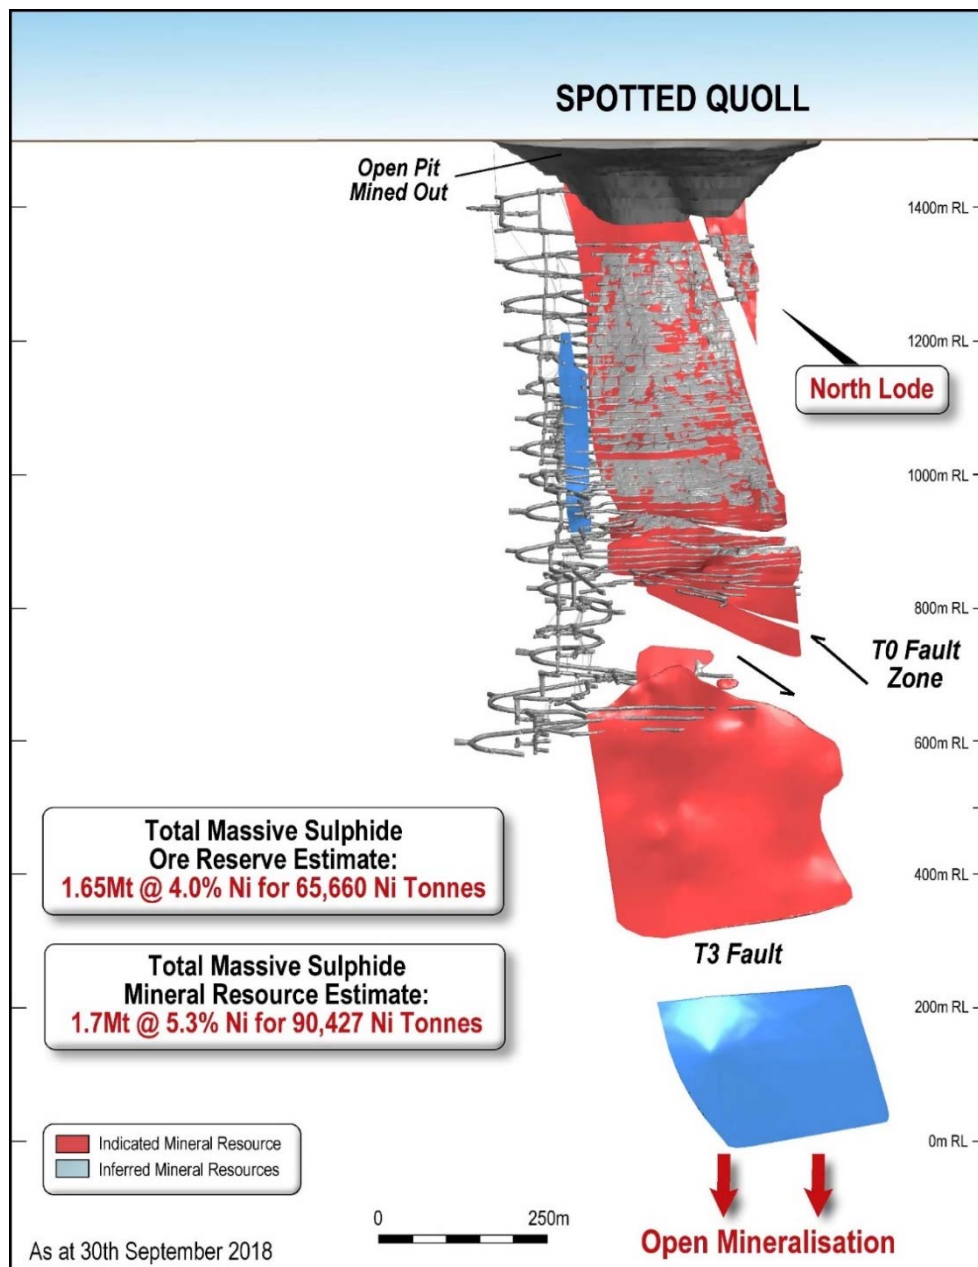 SPOTTED QUOLL
Open Pit
Mined Out
1400m RL
1200m RL
North Lode
1000m RL
800m RL
T0 Fault
Zone
600m RL
Total Massive Sulphide
Ore Reserve Estimate:
1.65Mt @ 4.0% Ni for 65,660 Ni Tonnes
400m RL
T3 Fault
Total Massive Sulphide
Mineral Resource Estimate:
1.7Mt @ 5.3% Ni for 90,427 Ni Tonnes
200m RL
Indicated Mineral Resource
Inferred Mineral Resources
0m RL
0 250m
Open Mineralisation
As at 30th September 2018